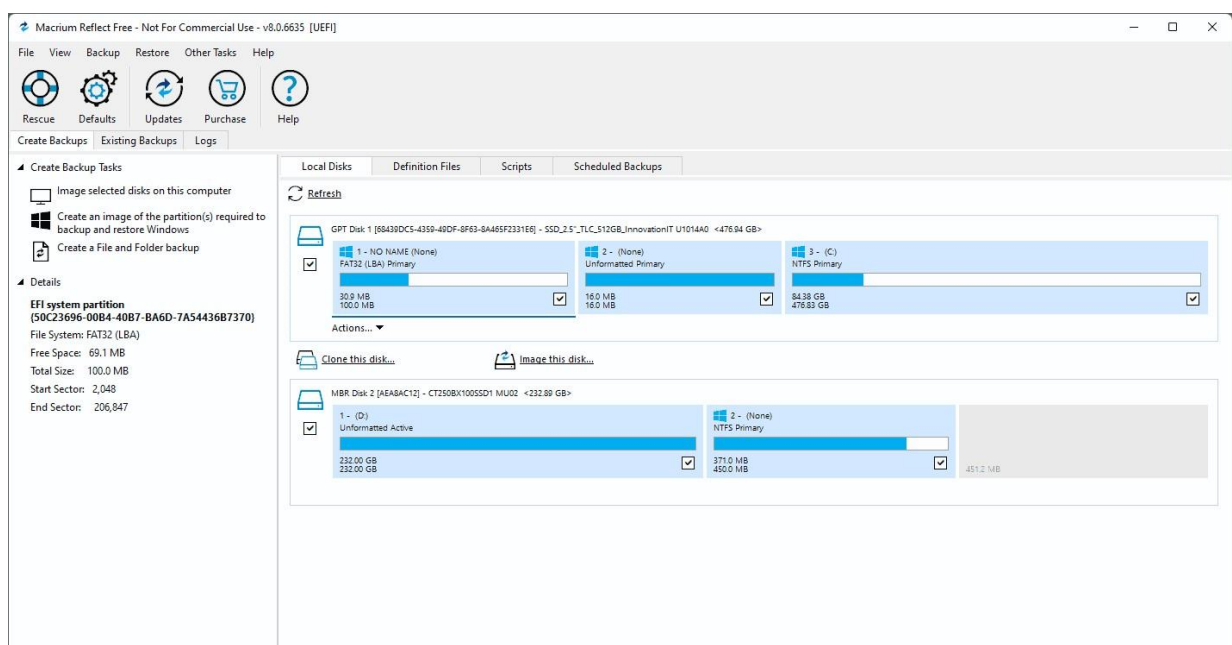 Macrium Reflect Free - Not For Commercial Use - v8.0.6635 [UEFI]
File View Backup Restore Other Tasks Help
Rescue Defaults Updates Purchase Help
Create Backups Existing Backups Logs
Create Backup Tasks
Image selected disks on this computer
Create an image of the partition(s) required to
backup and restore Windows
Create a File and Folder backup
Details
EFI system partition
{50C23696-00B4-40B7-BA6D-7A54436B7370}
File System: FAT32 (LBA)
Free Space: 69.1 MB
Total Size: 100.0 MB
Start Sector: 2,048
End Sector: 206,847
Local Disks Definition Files Scripts Scheduled Backups
Refresh
GPT Disk 1 [68439DC5-4359-49DF-8F63-8A465F2331E6] - SSD_2.5"_TLC_512GB_InnovationIT U1014A0 <476.94 GB>
1 - NO NAME (None)
FAT32 (LBA) Primary
30.9 MB
100.0 MB
2 - (None)
Unformatted Primary
16.0 MB
16.0 MB
3 - (C:)
NTFS Primary
84.38 GB
476.83 GB
Actions...
Clone this disk... Image this disk...
MBR Disk 2 [AEA8AC12] - CT250BX100SSD1 MU02 <232.89 GB>
1 - (D:)
Unformatted Active
232.00 GB
232.00 GB
2 - (None)
NTFS Primary
371.0 MB
450.0 MB
451.2 MB